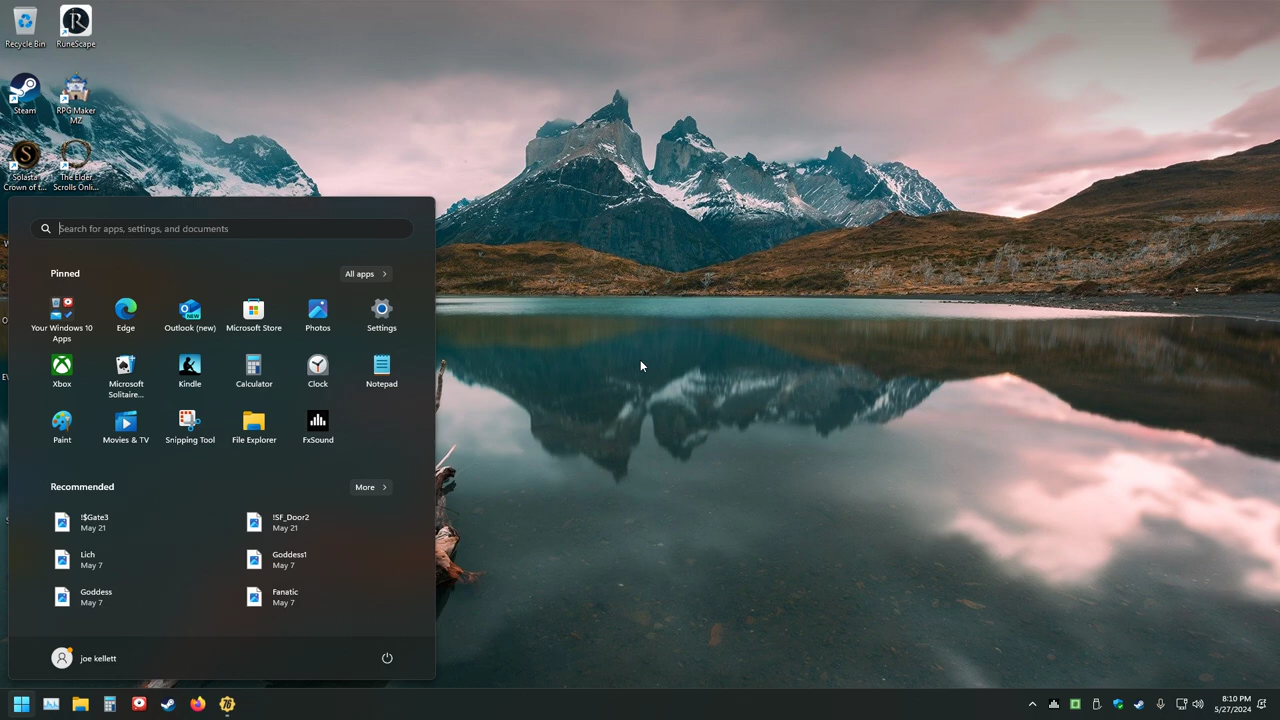 Recycle Bin
RuneScape
Steam
RPG Maker
MZ
Solasta
Crown of t...
The Elder
Scrolls Onli...
Search for apps, settings, and documents
Pinned
All apps
Your Windows 10
Apps
Edge
Outlook (new)
Microsoft Store
Photos
Settings
Xbox
Microsoft
Solitaire...
Kindle
Calculator
Clock
Notepad
Paint
Movies & TV
Snipping Tool
File Explorer
FxSound
Recommended
More
!$Gate3
May 21
!SF_Door2
May 21
Lich
May 7
Goddess1
May 7
Goddess
May 7
Fanatic
May 7
joe kellett
8:10 PM
5/27/2024